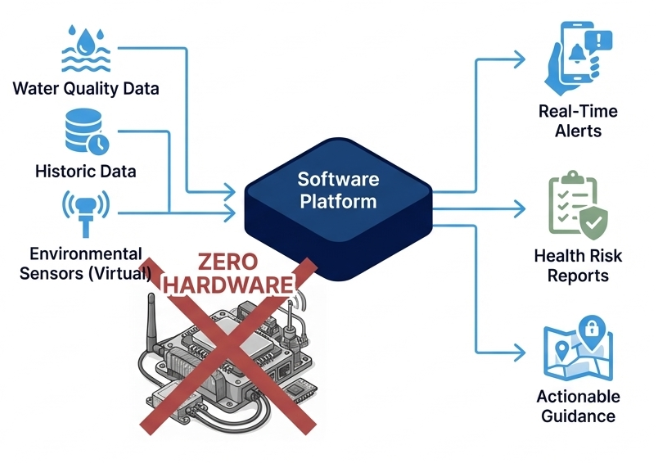 Water Quality Data
Historic Data
Environmental
Sensors (Virtual)
ZERO
HARDWARE
Software
Platform
!
Real-Time
Alerts
Health Risk
Reports
Actionable
Guidance